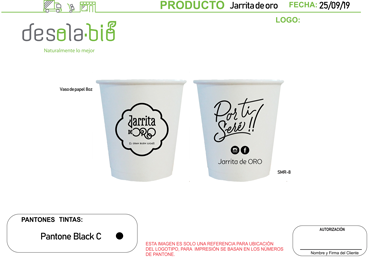 PRODUCTO Jarrita de oro FECHA: 25/09/19
LOGO:
desola·bio
Naturalmente lo mejor
Vaso de papel 8oz
Jarrita
DE ORO
Por ti
Seré!!
Jarrita de ORO
SMR-8
PANTONES TINTAS:
Pantone Black C
ESTA IMAGEN ES SOLO UNA REFERENCIA PARA UBICACIÓN
DEL LOGOTIPO, PARA IMPRESIÓN SE BASAN EN LOS NÚMEROS
DE PANTONE.
AUTORIZACIÓN
Nombre y Firma del Cliente